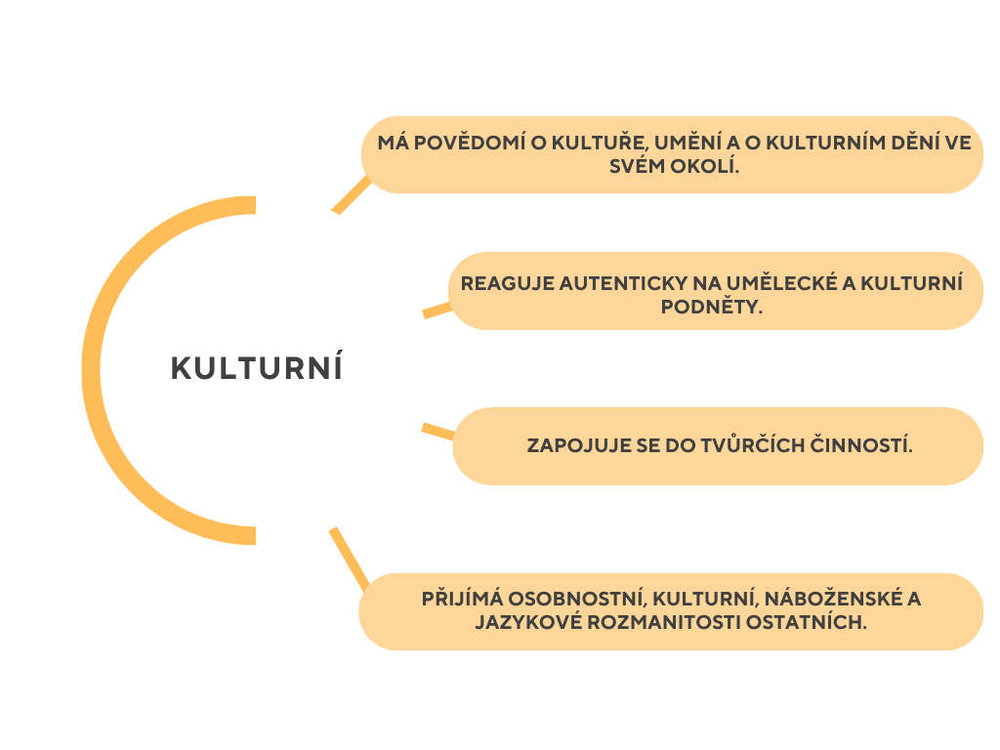 MÁ POVĚDOMÍ O KULTUŘE, UMĚNÍ A O KULTURNÍM DĚNÍ VE
SVÉM OKOLÍ.
REAGUJE AUTENTICKY NA UMĚLECKÉ A KULTURNÍ
PODNĚTY.
KULTURNÍ
ZAPOJUJE SE DO TVŮRČÍCH ČINNOSTÍ.
PŘIJÍMÁ OSOBNOSTNÍ, KULTURNÍ, NÁBOŽENSKÉ A
JAZYKOVÉ ROZMANITOSTI OSTATNÍCH.